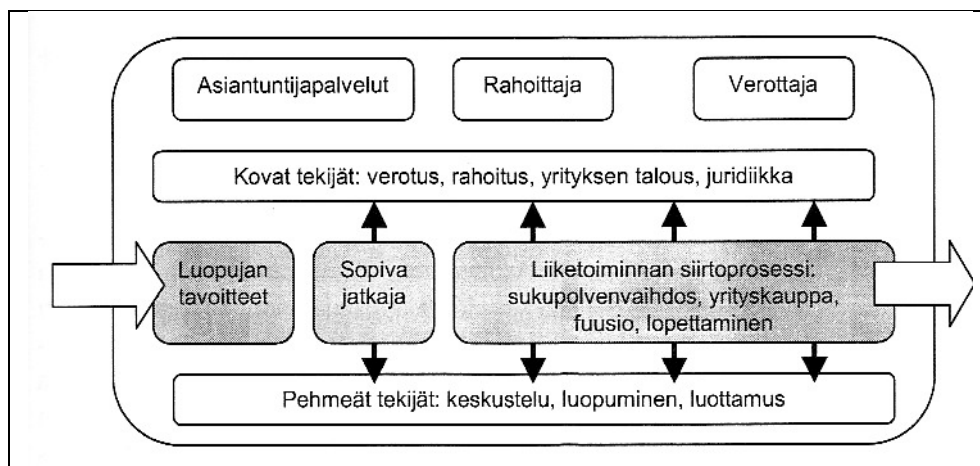 Asiantuntijapalvelut
Rahoittaja
Verottaja
Kovat tekijät: verotus, rahoitus, yrityksen talous, juridiikka
Luopujan
tavoitteet
Sopiva
jatkaja
Liiketoiminnan siirtoprosessi:
sukupolvenvaihdos, yrityskauppa,
fuusio, lopettaminen
Pehmeät tekijät: keskustelu, luopuminen, luottamus